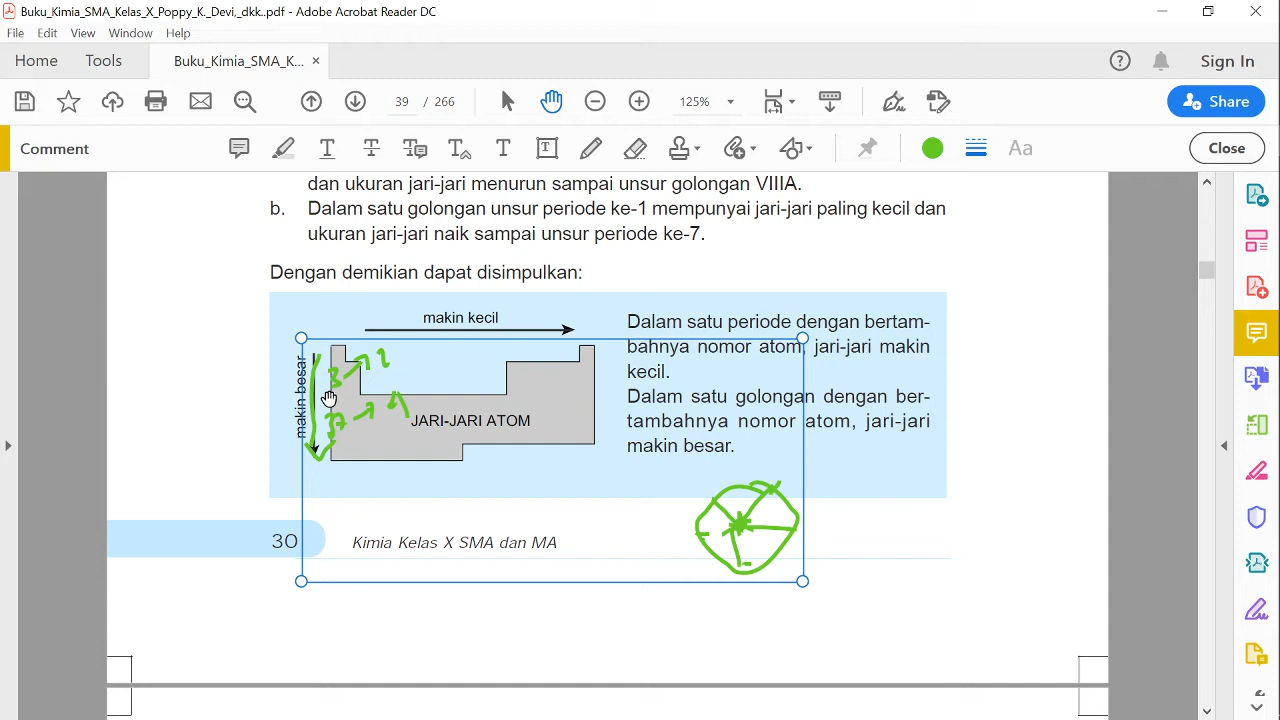 Buku_Kimia_SMA_Kelas_X_Poppy_K_Devi,_dkk..pdf - Adobe Acrobat Reader DC
File Edit View Window Help
Home Tools Buku_Kimia_SMA_K... × Sign In
39 / 266 125% Share
Comment Aa Close
dan ukuran jari-jari menurun sampai unsur golongan VIIIA.
b. Dalam satu golongan unsur periode ke-1 mempunyai jari-jari paling kecil dan
ukuran jari-jari naik sampai unsur periode ke-7.
Dengan demikian dapat disimpulkan:
makin kecil
makin besar
JARI-JARI ATOM
Dalam satu periode dengan bertam-
bahnya nomor atom, jari-jari makin
kecil.
Dalam satu golongan dengan ber-
tambahnya nomor atom, jari-jari
makin besar.
30 Kimia Kelas X SMA dan MA